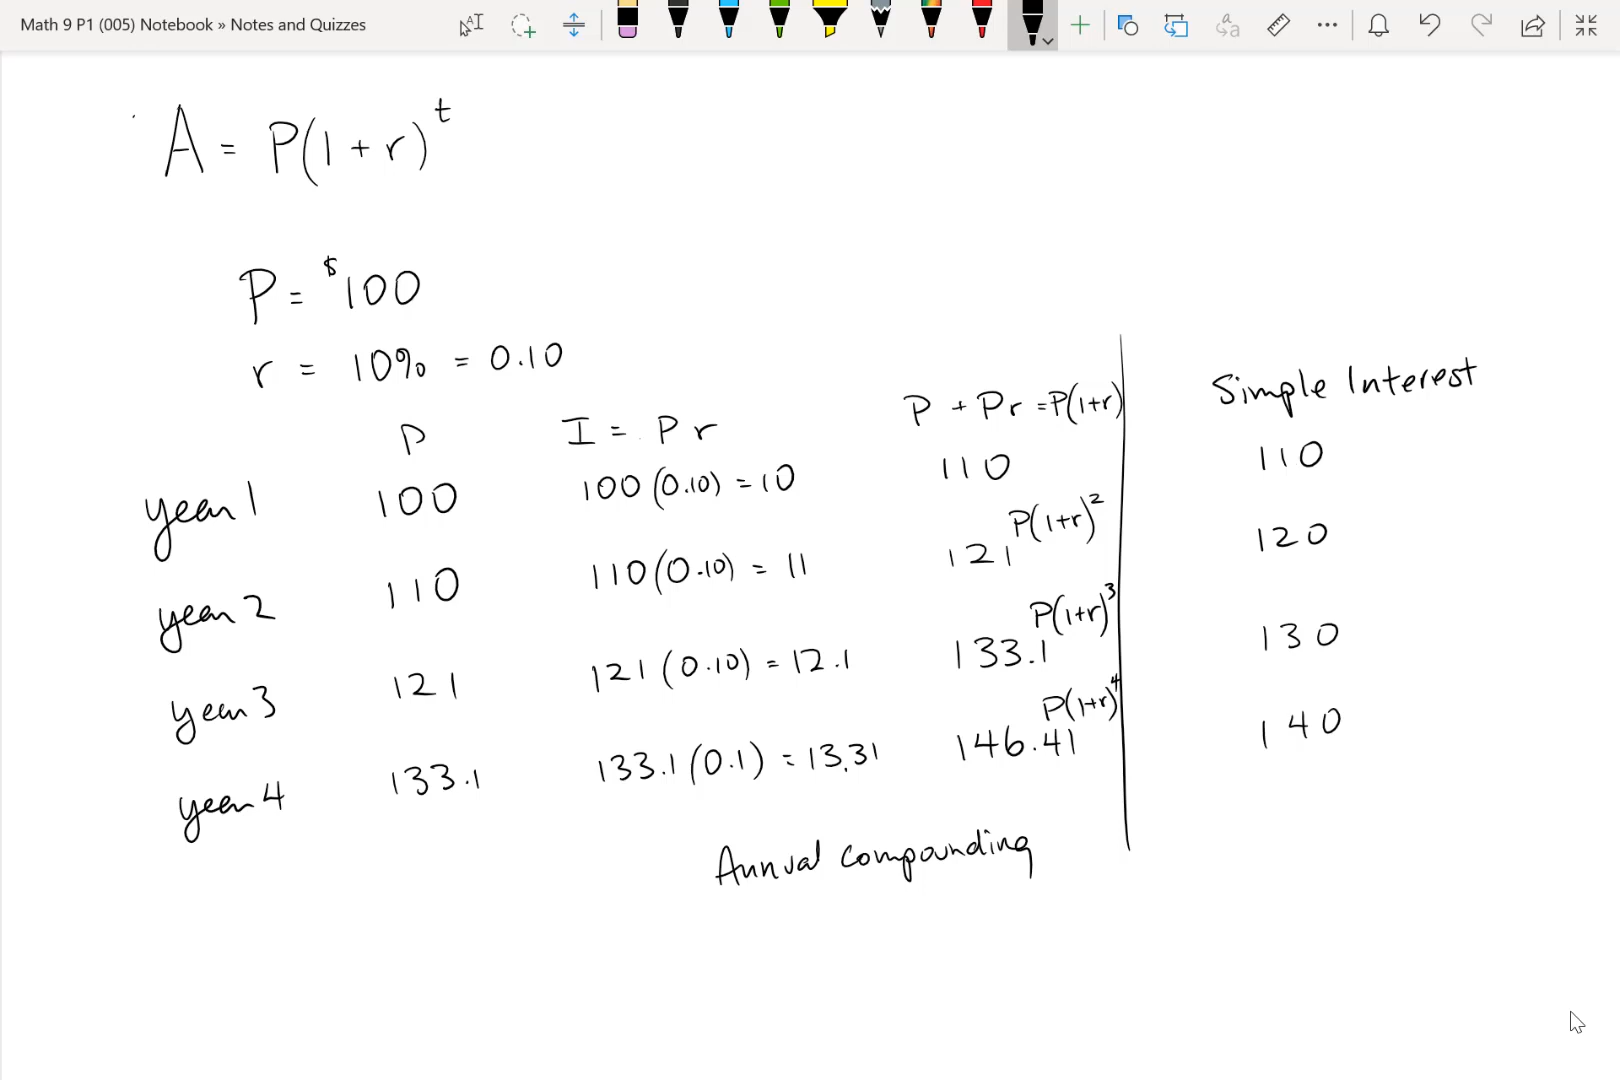 Math 9 P1 (005) Notebook » Notes and Quizzes
A = P(1 + r)^t
P = $100
r = 10% = 0.10
P I = Pr P + Pr = P(1+r) Simple Interest
year 1 100 100(0.10) = 10 110 110
P(1+r)^2
year 2 110 110(0.10) = 11 121 120
P(1+r)^3
year 3 121 121(0.10) = 12.1 133.1 130
P(1+r)^4
year 4 133.1 133.1(0.1) = 13.31 146.41 140
Annual compounding